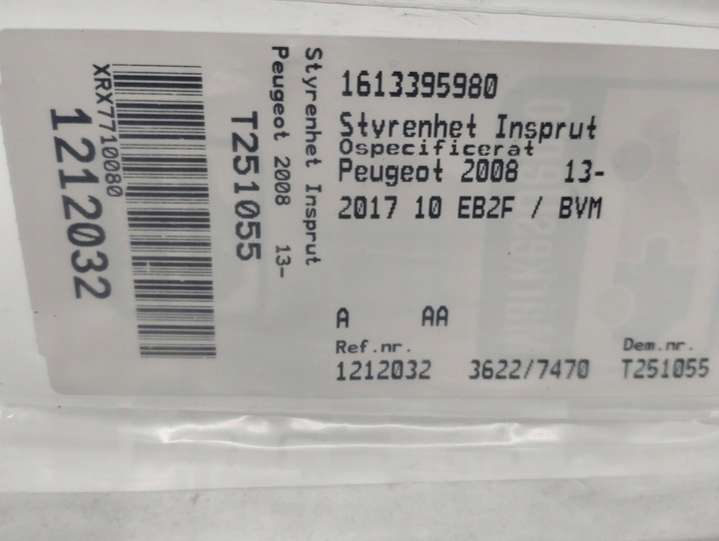 XRX7710080
1212032
T251055
Peugeot 2008 13-
Styrenhet Insprut
1613395980
Styrenhet Insprut
Ospecificerat
Peugeot 2008 13-
2017 10 EB2F / BVM
A AA
Ref.nr. Dem.nr.
1212032 3622/7470 T251055